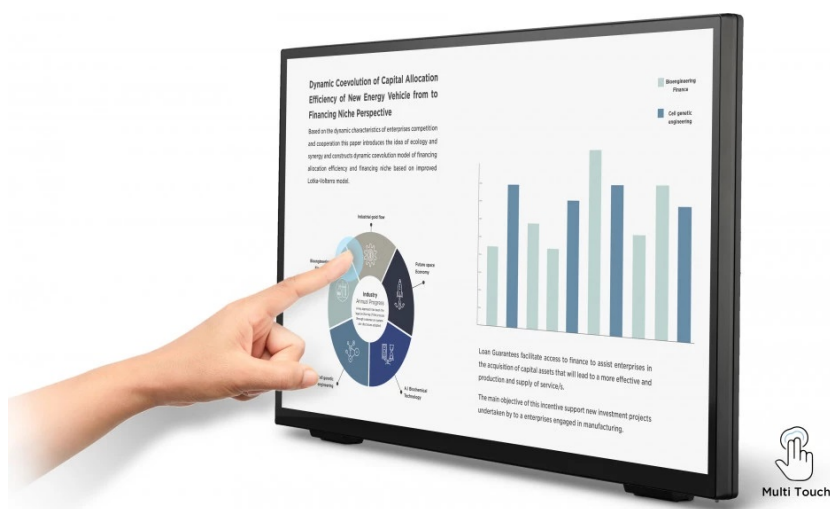 Dynamic Coevolution of Capital Allocation
Efficiency of New Energy Vehicle from to
Financing Niche Perspective
Based on the dynamic characteristics of enterprises competition
and cooperation this paper introduces the idea of ecology and
synergy and constructs dynamic coevolution model of financing
allocation efficiency and financing niche based on improved
Lotka-Volterra model.
Industrial gold flow
Future space
Economy
A.I Biochemical
Technology
engineering
Industry
Annual Progress
Bioengineering
Finance
Cell genetic
engineering
Loan Guarantees facilitate access to finance to assist enterprises in
the acquisition of capital assets that will lead to a more effective and
production and supply of service/s.
The main objective of this incentive support new investment projects
undertaken by to a enterprises engaged in manufacturing.
Multi Touch